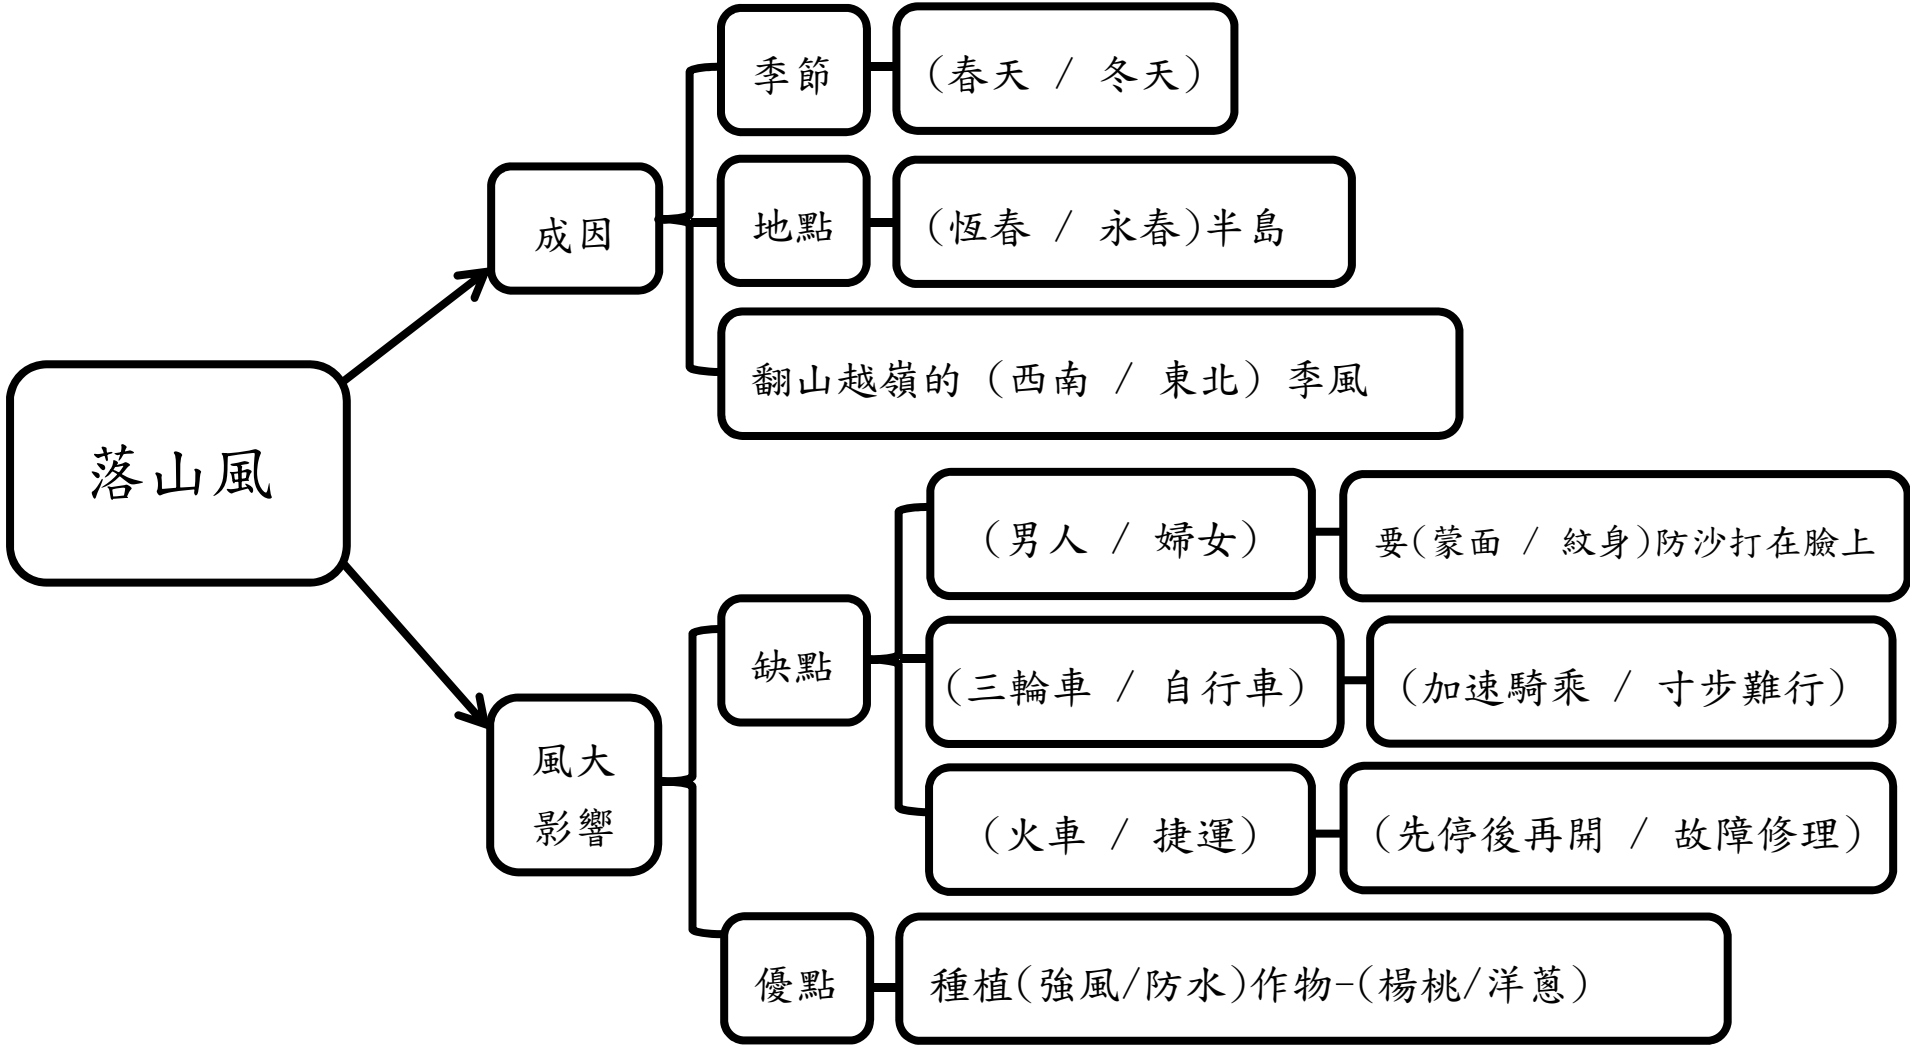 落山風
成因
季節
(春天 / 冬天)
地點
(恆春 / 永春)半島
翻山越嶺的 (西南 / 東北) 季風
風大
影響
缺點
(男人 / 婦女)
要(蒙面 / 紋身)防沙打在臉上
(三輪車 / 自行車)
(加速騎乘 / 寸步難行)
(火車 / 捷運)
(先停後再開 / 故障修理)
優點
種植(強風/防水)作物-(楊桃/洋蔥)